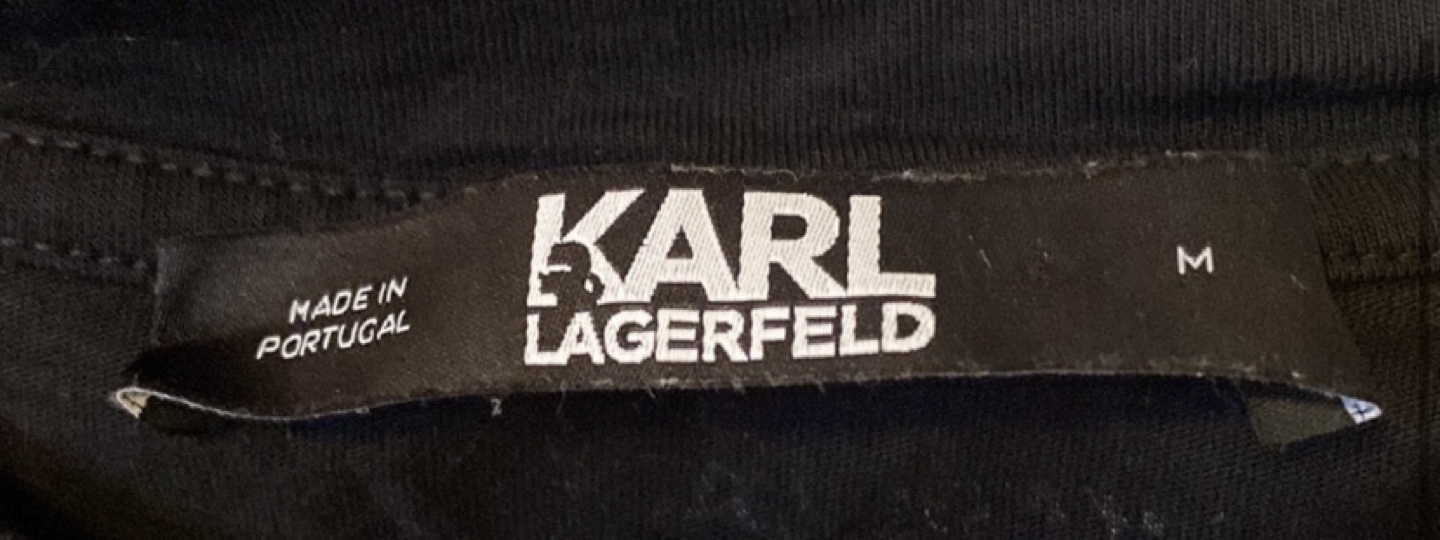 MADE IN
PORTUGAL
KARL
LAGERFELD
M